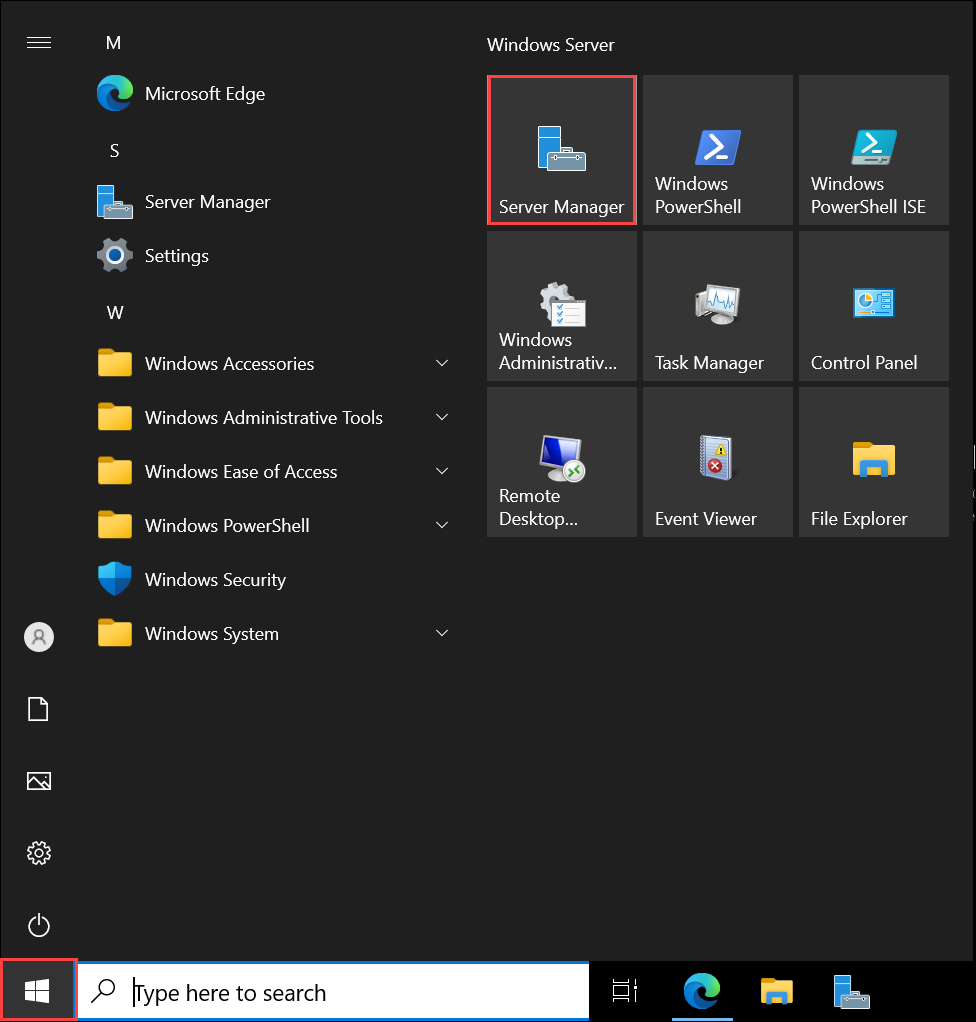 M
Microsoft Edge
S
Server Manager
Settings
W
Windows Accessories
Windows Administrative Tools
Windows Ease of Access
Windows PowerShell
Windows Security
Windows System
Windows Server
Server Manager
Windows
PowerShell
Windows
PowerShell ISE
Windows
Administrativ...
Task Manager
Control Panel
Remote
Desktop...
Event Viewer
File Explorer
Type here to search